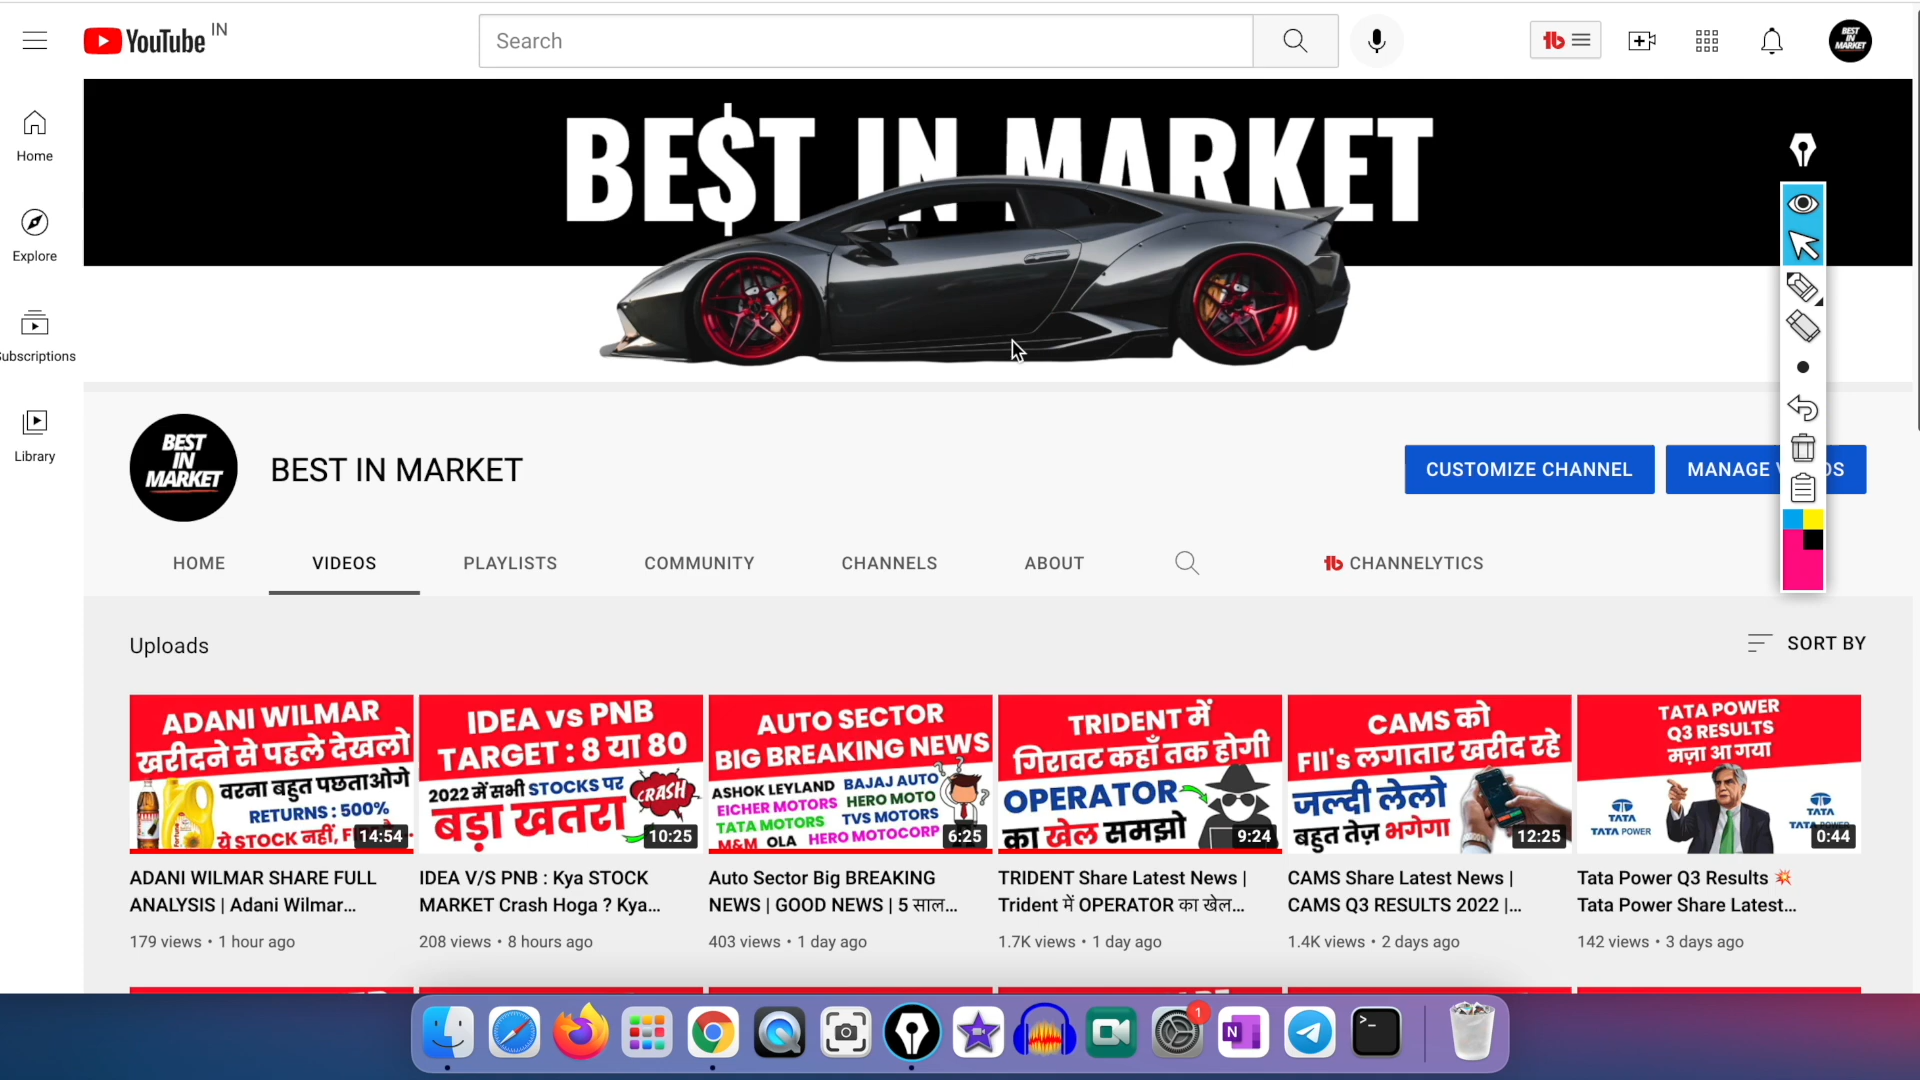 YouTube IN
Search
BE$T IN MARKET
Home
Explore
ubscriptions
Library
BEST
IN
MARKET
BEST
IN
MARKET
BEST IN MARKET
CUSTOMIZE CHANNEL
MANAGE
HOME VIDEOS PLAYLISTS COMMUNITY CHANNELS ABOUT CHANNELYTICS
Uploads
SORT BY
ADANI WILMAR
खरीदने से पहले देखलो
वरना बहुत पछताओगे
RETURNS : 500%
ये STOCK नहीं, F
14:54
ADANI WILMAR SHARE FULL
ANALYSIS | Adani Wilmar...
179 views • 1 hour ago
IDEA vs PNB
TARGET : 8 या 80
2022 में सभी STOCKS पर
CRASH
बड़ा खतरा
10:25
IDEA V/S PNB : Kya STOCK
MARKET Crash Hoga ? Kya...
208 views • 8 hours ago
AUTO SECTOR
BIG BREAKING NEWS
ASHOK LEYLAND BAJAJ AUTO
EICHER MOTORS HERO MOTO
TATA MOTORS TVS MOTORS
M&M OLA HERO MOTOCORP
6:25
Auto Sector Big BREAKING
NEWS | GOOD NEWS | 5 साल...
403 views • 1 day ago
TRIDENT में
गिरावट कहाँ तक होगी
OPERATOR
का खेल समझो
9:24
TRIDENT Share Latest News |
Trident में OPERATOR का खेल...
1.7K views • 1 day ago
CAMS को
FII's लगातार खरीद रहे
जल्दी लेलो
बहुत तेज़ भगेगा
12:25
CAMS Share Latest News |
CAMS Q3 RESULTS 2022 |...
1.4K views • 2 days ago
TATA POWER
Q3 RESULTS
मज़ा आ गया
TATA
TATA POWER
TATA
0:44
Tata Power Q3 Results
Tata Power Share Latest...
142 views • 3 days ago
1
N